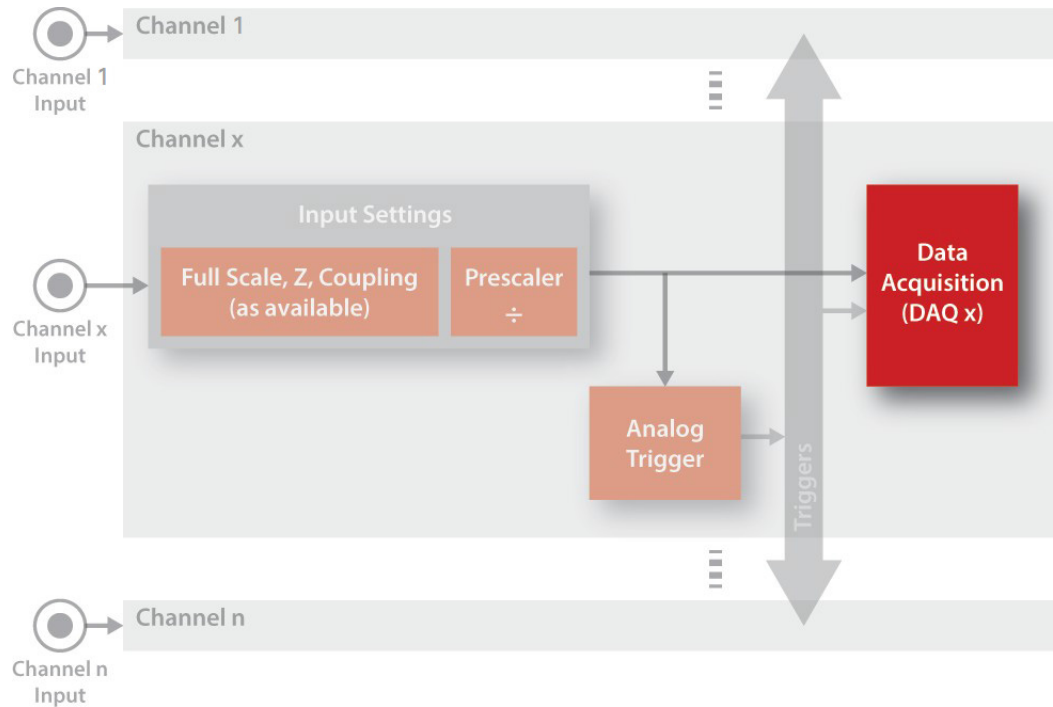 Channel 1
Channel 1
Input
Channel x
Input Settings
Full Scale, Z, Coupling
(as available)
Prescaler
÷
Data
Acquisition
(DAQ x)
Channel x
Input
Analog
Trigger
Triggers
Channel n
Channel n
Input